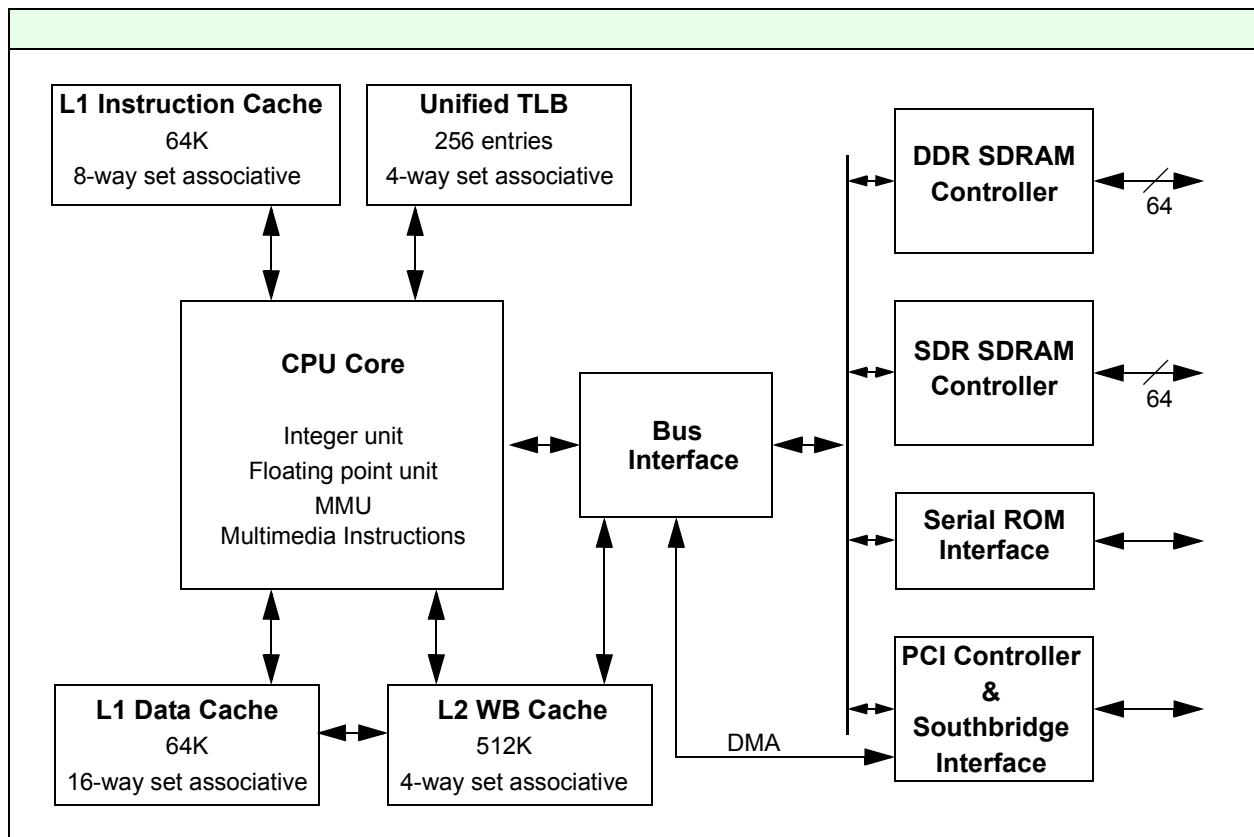 L1 Instruction Cache
64K
8-way set associative
Unified TLB
256 entries
4-way set associative
DDR SDRAM
Controller
64
CPU Core
Integer unit
Floating point unit
MMU
Multimedia Instructions
Bus
Interface
SDR SDRAM
Controller
64
Serial ROM
Interface
L1 Data Cache
64K
16-way set associative
L2 WB Cache
512K
4-way set associative
DMA
PCI Controller
&
Southbridge
Interface